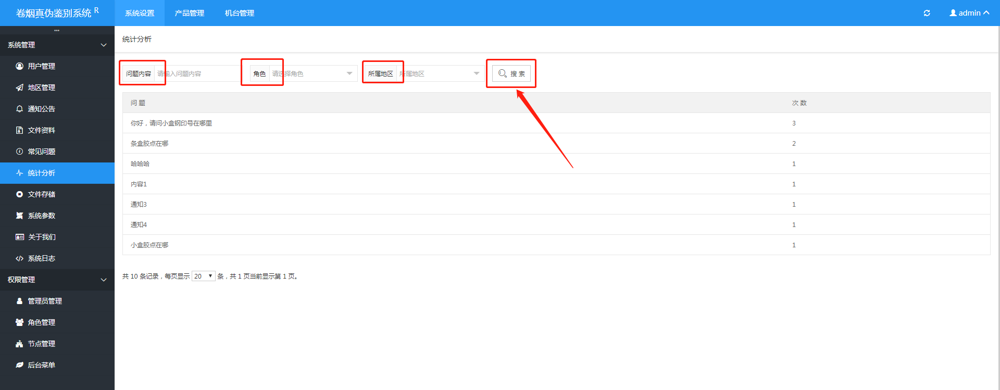 卷烟真伪鉴别系统 R
系统设置 产品管理 机台管理 admin
系统管理
用户管理
地区管理
通知公告
文件资料
常见问题
统计分析
文件存储
系统参数
关于我们
系统日志
权限管理
管理员管理
角色管理
节点管理
后台菜单
统计分析
问题内容 请输入问题内容 角色 请选择角色 所属地区 所属地区 搜 索
问 题 次 数
你好，请问小盒钢印号在哪里 3
条盒胶点在哪 2
哈哈哈 1
内容1 1
通知3 1
通知4 1
小盒胶点在哪 1
共 10 条记录，每页显示 20 条，共 1 页当前显示第 1 页。